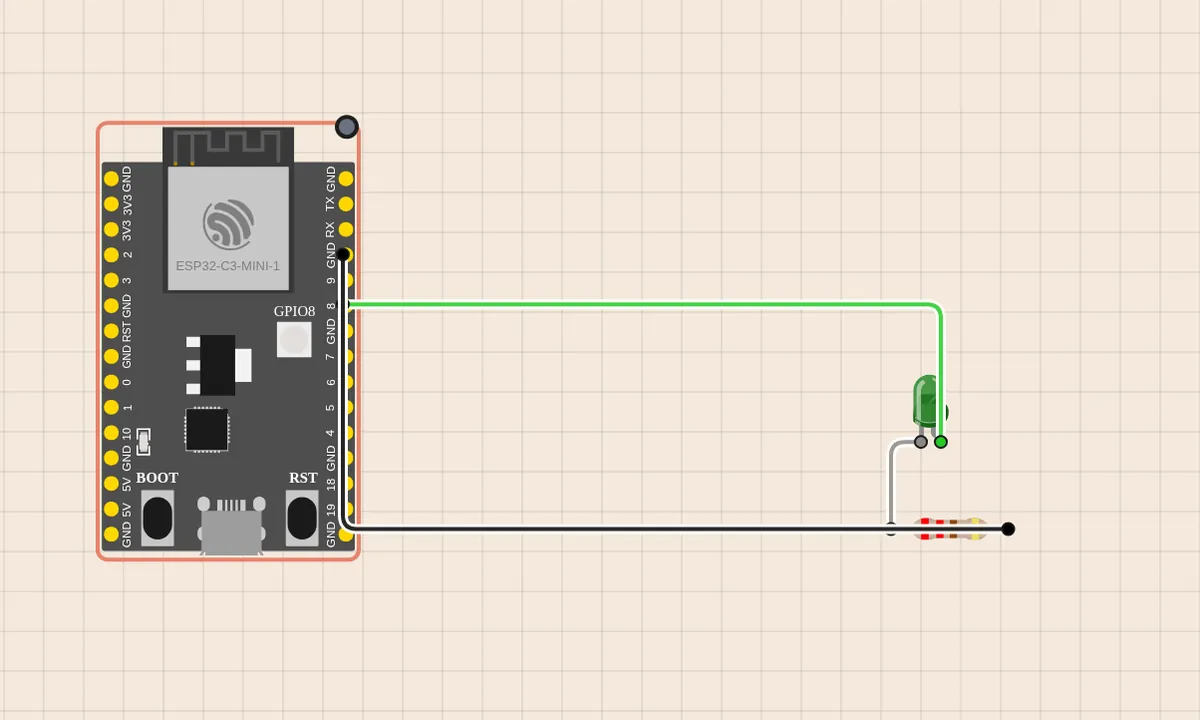 GND
3V3
3V3
2
3
GND
RST
GND
0
1
10
GND
5V
5V
GND
ESP32-C3-MINI-1
GPIO8
BOOT
RST
GND
TX
RX
GND
9
8
GND
7
6
5
4
GND
18
19
GND